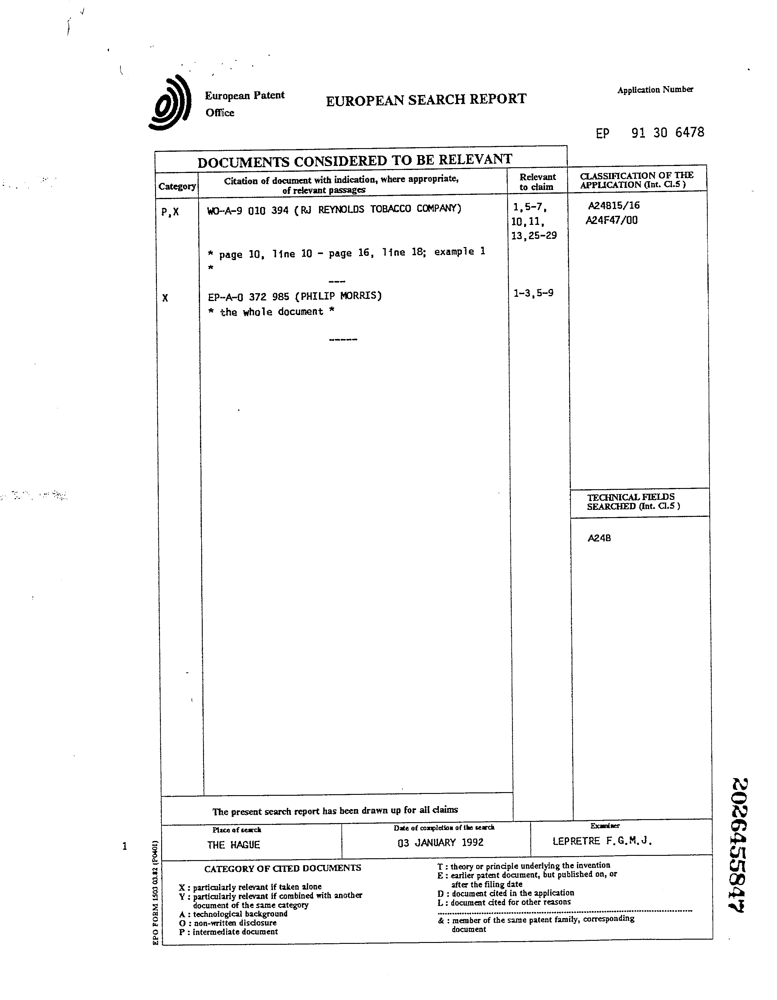 European Patent
Office
EUROPEAN SEARCH REPORT
Application Number
EP 91 30 6478
DOCUMENTS CONSIDERED TO BE RELEVANT
Category
Citation of document with indication, where appropriate,
of relevant passages
Relevant
to claim
CLASSIFICATION OF THE
APPLICATION (Int. Cl.5 )
P,X
WO-A-9 010 394 (RJ REYNOLDS TOBACCO COMPANY)
* page 10, line 10 - page 16, line 18; example 1
*
---
1,5-7,
10,11,
13,25-29
A24B15/16
A24F47/00
X
EP-A-0 372 985 (PHILIP MORRIS)
* the whole document *
-----
1-3,5-9
TECHNICAL FIELDS
SEARCHED (Int. Cl.5 )
A24B
The present search report has been drawn up for all claims
Place of search
THE HAGUE
Date of completion of the search
03 JANUARY 1992
Examiner
LEPRETRE F.G.M.J.
CATEGORY OF CITED DOCUMENTS
X : particularly relevant if taken alone
Y : particularly relevant if combined with another
document of the same category
A : technological background
O : non-written disclosure
P : intermediate document
T : theory or principle underlying the invention
E : earlier patent document, but published on, or
after the filing date
D : document cited in the application
L : document cited for other reasons
& : member of the same patent family, corresponding
document
1
EPO FORM 1503 03.82 (P0401)
2026455847